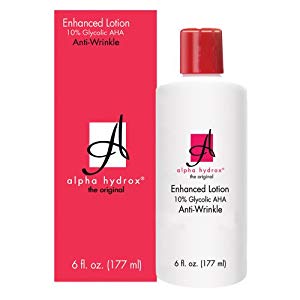 Enhanced Lotion
10% Glycolic AHA
Anti-Wrinkle
A
alpha hydrox®
the original
6 fl. oz. (177 ml)
A
alpha hydrox®
the original
Enhanced Lotion
10% Glycolic AHA
Anti-Wrinkle
6 fl. oz. (177 ml)